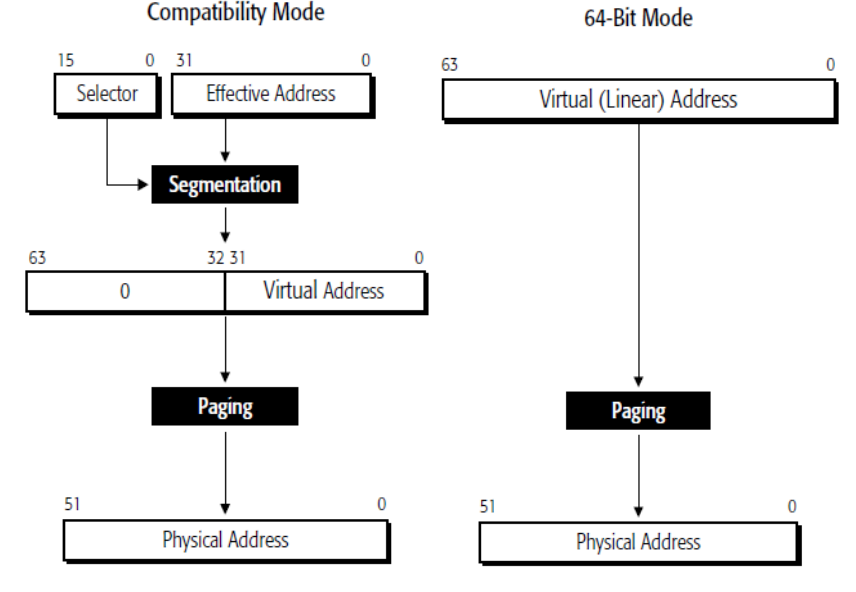 Compatibility Mode
15 0 31 0
Selector Effective Address
Segmentation
63 32 31 0
0 Virtual Address
Paging
51 0
Physical Address
64-Bit Mode
63 0
Virtual (Linear) Address
Paging
51 0
Physical Address